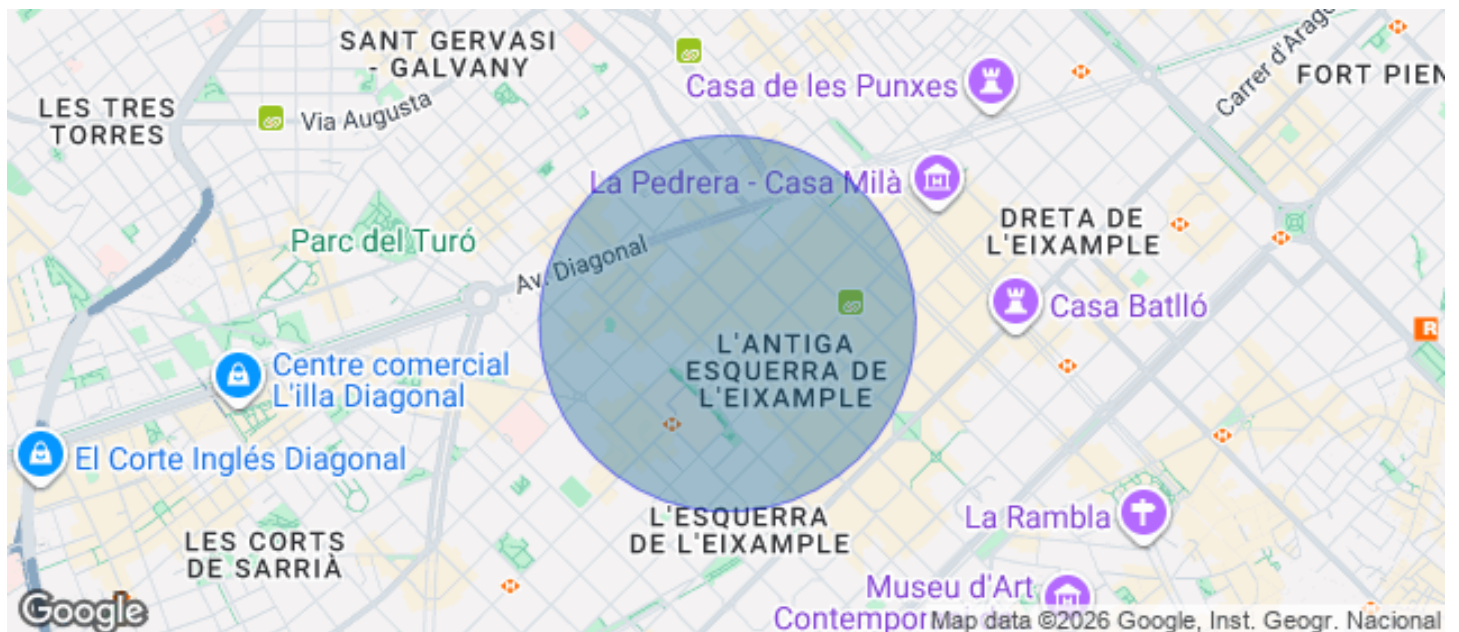 SANT GERVASI
- GALVANY
Casa de les Punxes
Carrer d'Arago
FORT PIEN
LES TRES
TORRES
Via Augusta
La Pedrera - Casa Milà
DRETA DE
L'EIXAMPLE
Parc del Turó
Av. Diagonal
Casa Batlló
R
L'ANTIGA
ESQUERRA DE
L'EIXAMPLE
Centre comercial
L'illa Diagonal
El Corte Inglés Diagonal
L'ESQUERRA
DE L'EIXAMPLE
La Rambla
LES CORTS
DE SARRIÀ
Museu d'Art
Contempor
Google
Map data ©2026 Google, Inst. Geogr. Nacional